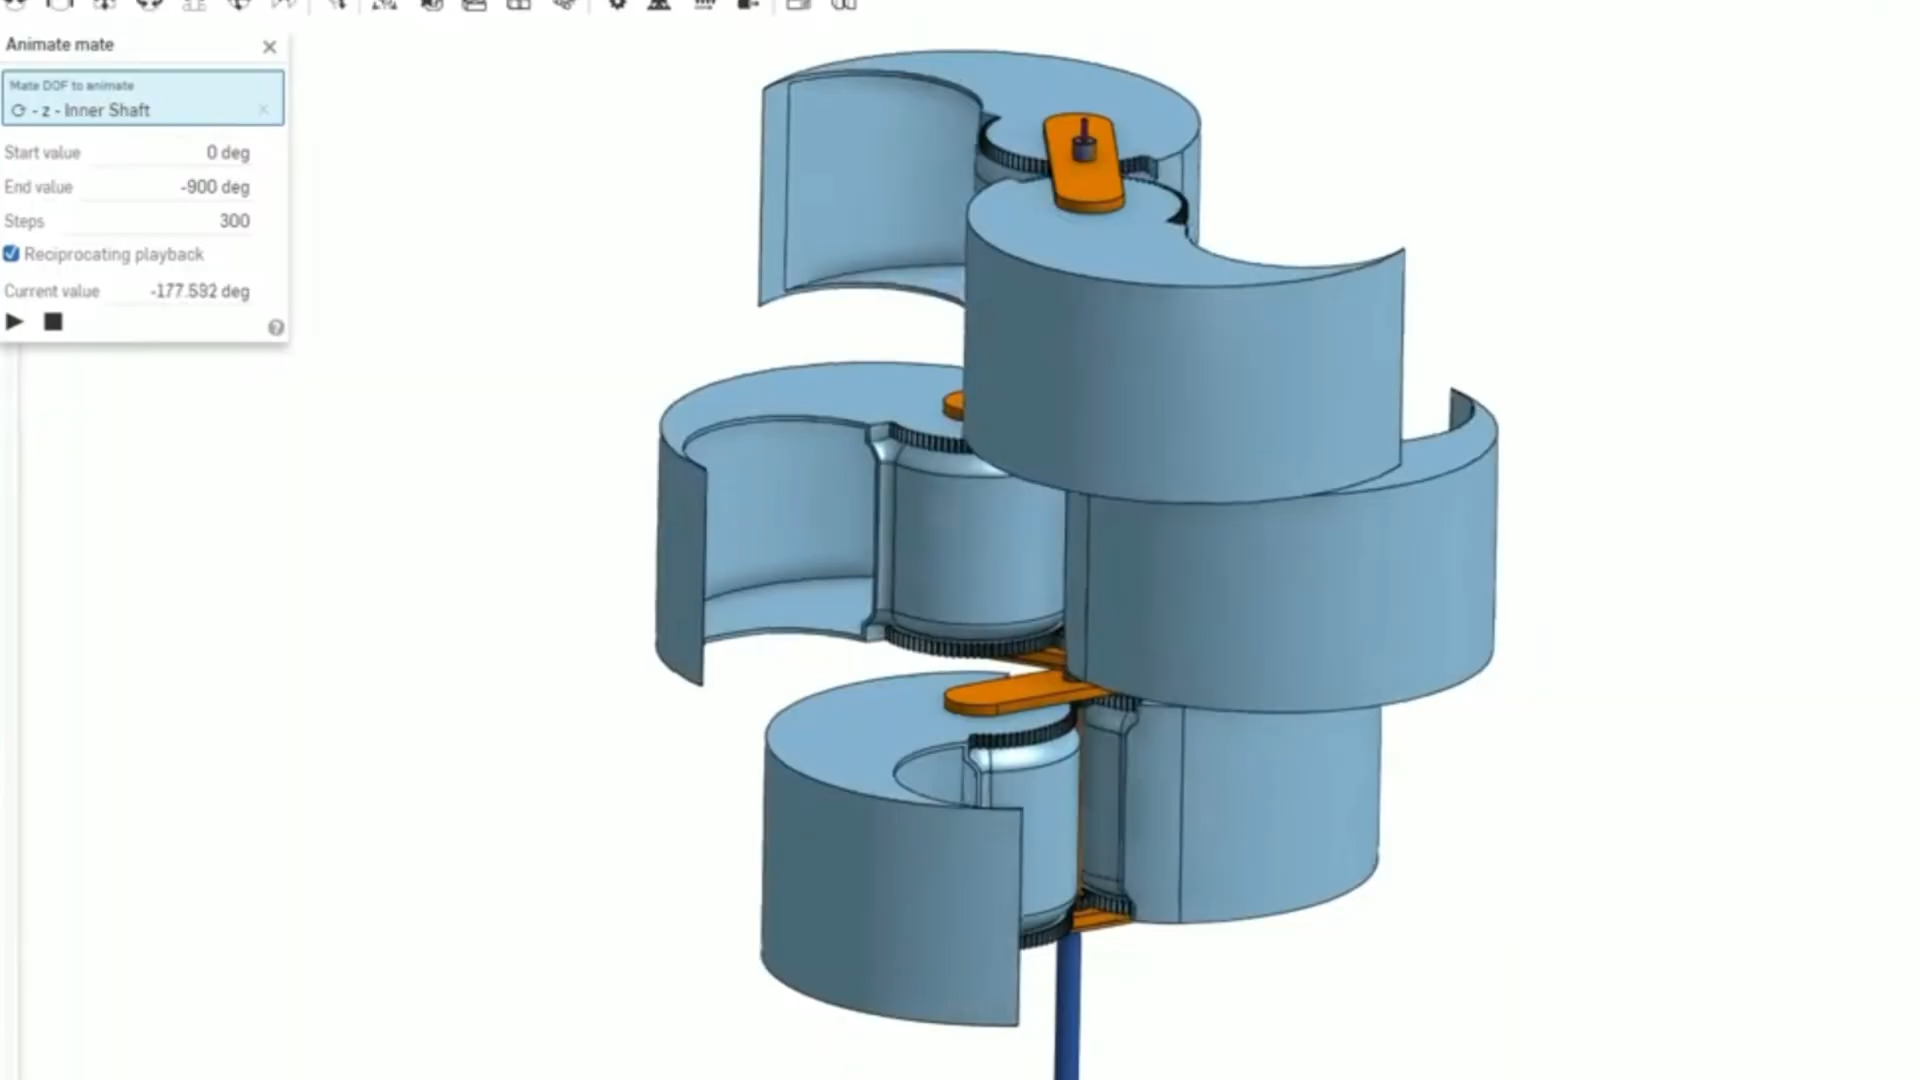 Animate mate
Mate DOF to animate
- z - Inner Shaft
Start value 0 deg
End value -900 deg
Steps 300
Reciprocating playback
Current value -177.592 deg